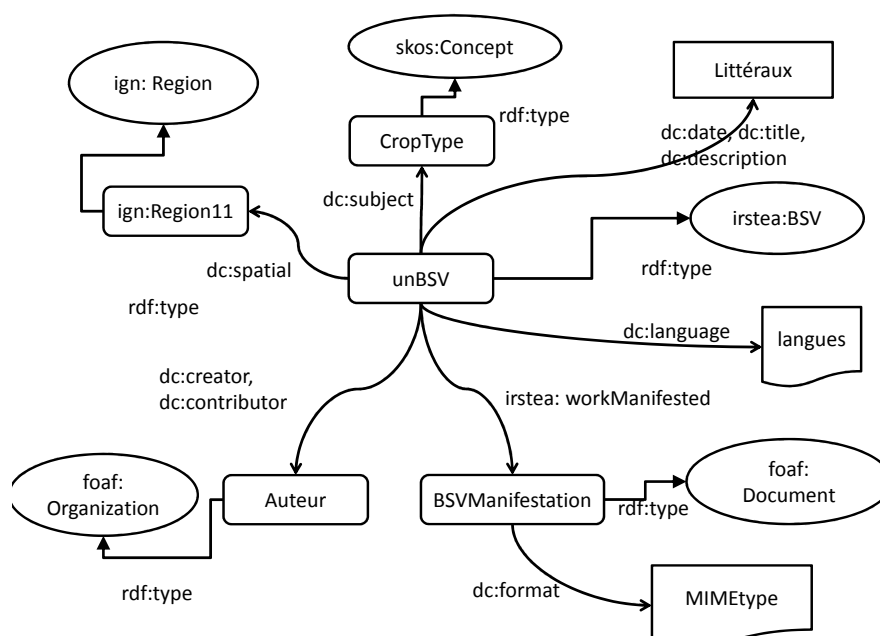 skos:Concept
ign: Region
Littéraux
rdf:type
CropType
dc:date, dc:title,
dc:description
dc:subject
ign:Region11
irstea:BSV
dc:spatial
unBSV
rdf:type
rdf:type
dc:language
langues
dc:creator,
dc:contributor
irstea: workManifested
foaf:
Organization
Auteur
BSVManifestation
foaf:
Document
rdf:type
rdf:type
dc:format
MIMEtype